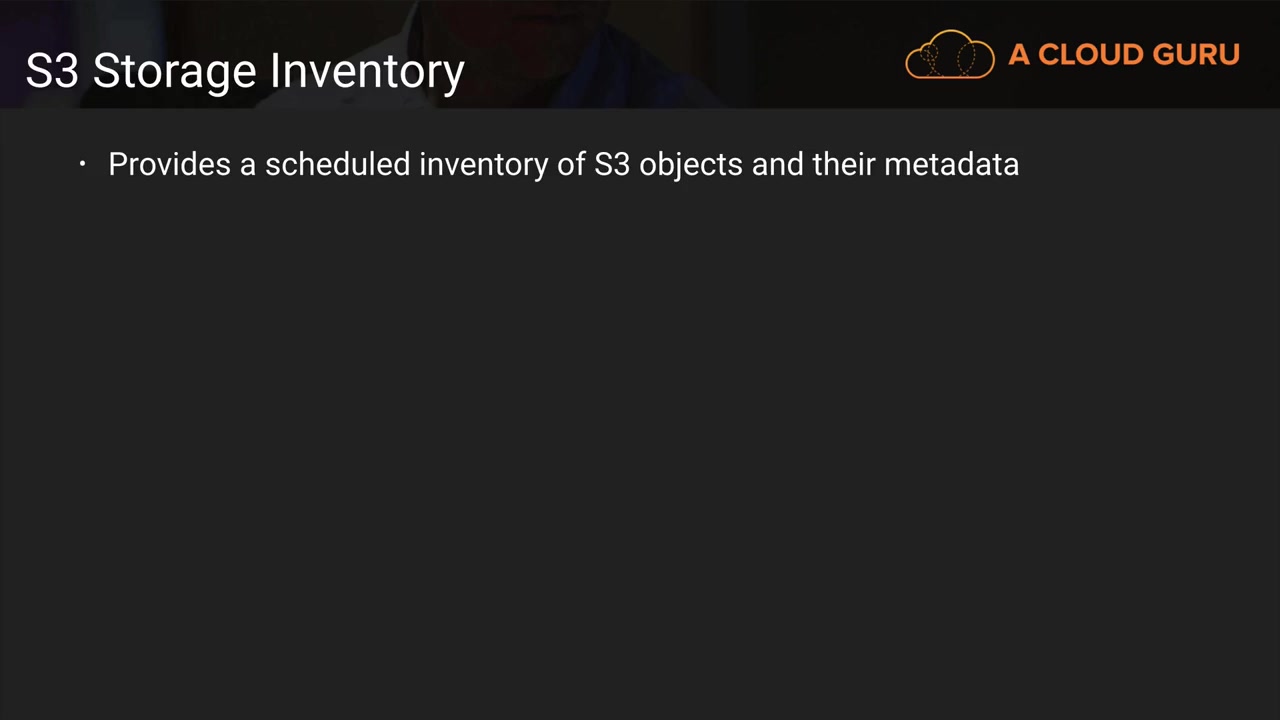 S3 Storage Inventory
A CLOUD GURU
• Provides a scheduled inventory of S3 objects and their metadata